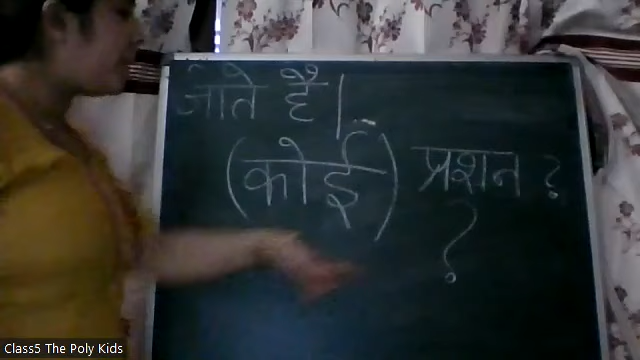 जाते है।
(कोई) प्रशन ?
?
Class5 The Poly Kids